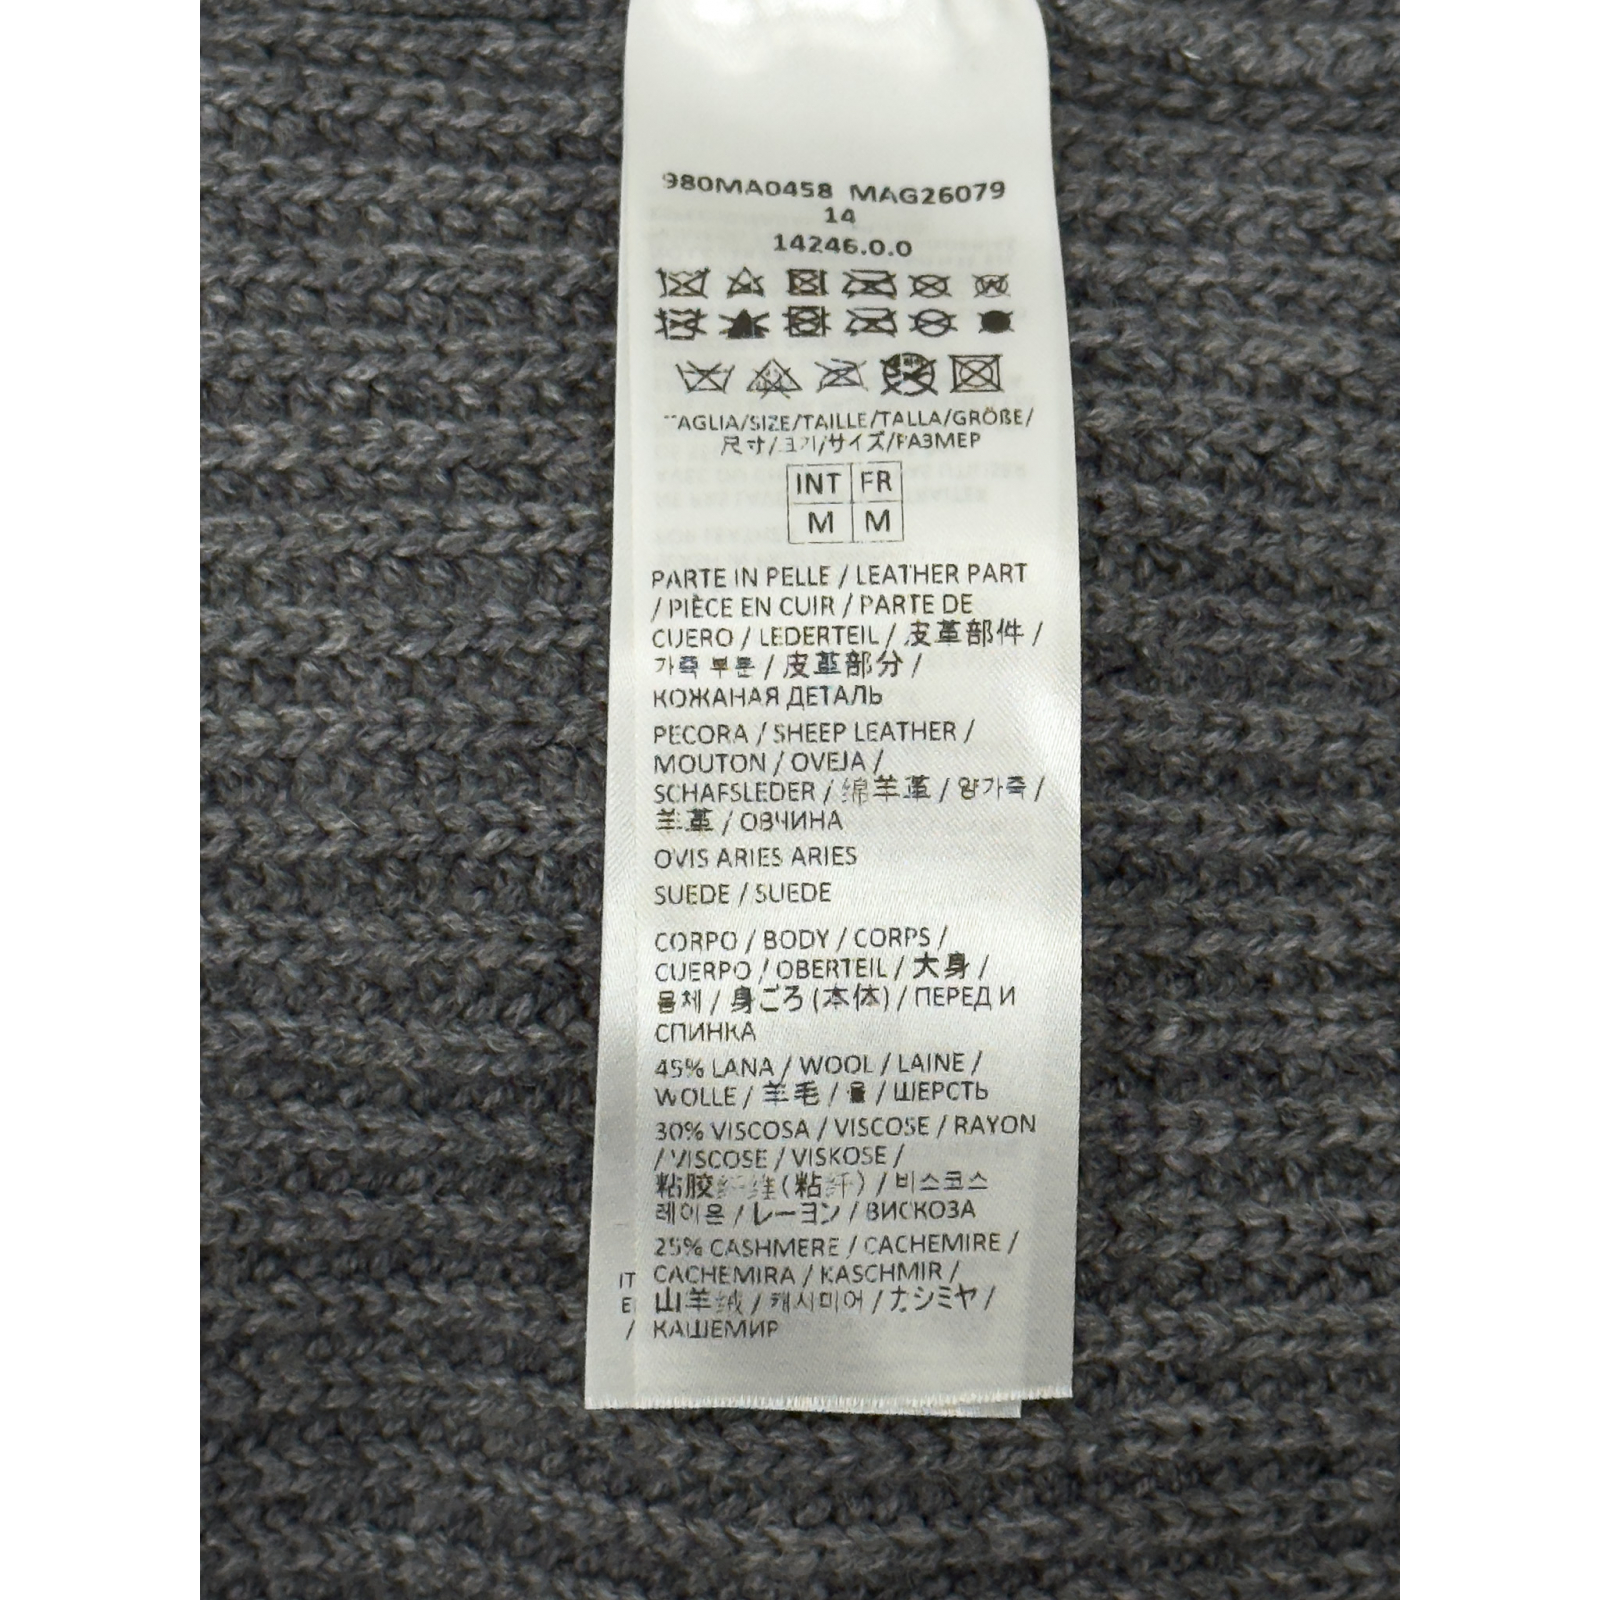 980MA0458 MAG26079
14
14246.0.0
TAGLIA/SIZE/TAILLE/TALLA/GRÖßE/
尺寸/크기/サイズ/РАЗМЕР
INT FR
M M
PARTE IN PELLE / LEATHER PART
/ PIÈCE EN CUIR / PARTE DE
CUERO / LEDERTEIL / 皮革部件 /
가죽 부분 / 皮革部分 /
КОЖАНАЯ ДЕТАЛЬ
PECORA / SHEEP LEATHER /
MOUTON / OVEJA /
SCHAFSLEDER / 绵羊革 / 양가죽 /
羊革 / ОВЧИНА
OVIS ARIES ARIES
SUEDE / SUEDE
CORPO / BODY / CORPS /
CUERPO / OBERTEIL / 大身 /
몸체 / 身ごろ(本体) / ПЕРЕД И
СПИНКА
45% LANA / WOOL / LAINE /
WOLLE / 羊毛 / 울 / ШЕРСТЬ
30% VISCOSA / VISCOSE / RAYON
/ VISCOSE / VISKOSE /
粘胶纤维(粘纤) / 비스코스
레이온 / レーヨン / ВИСКОЗА
25% CASHMERE / CACHEMIRE /
IT CACHEMIRA / KASCHMIR /
山羊绒 / 캐시미어 / カシミヤ /
/ КАШЕМИР